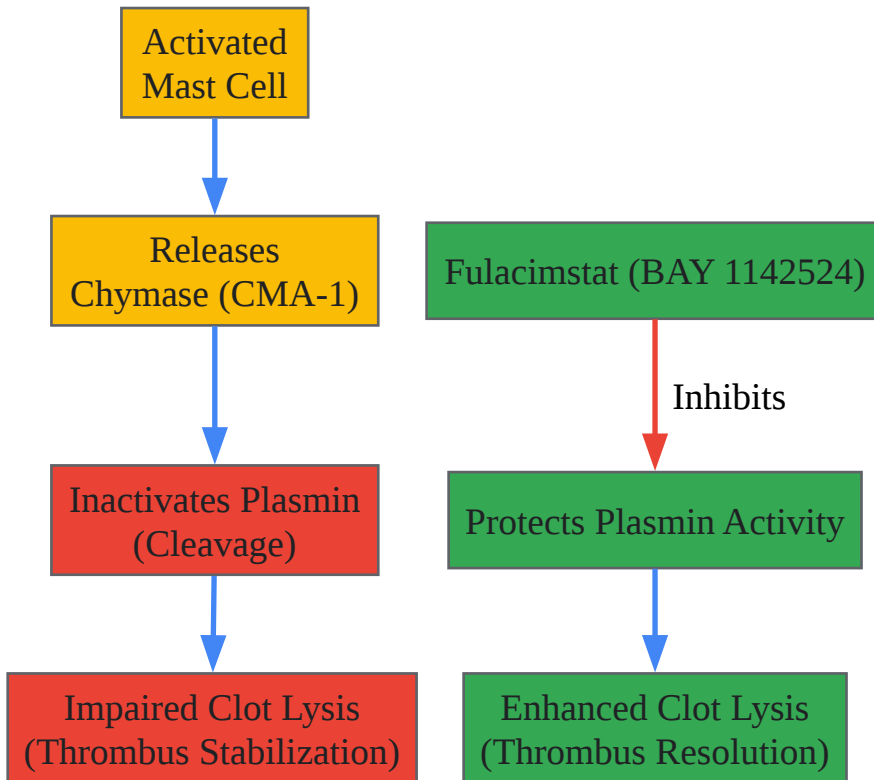 Activated
Mast Cell
Releases
Chymase (CMA-1)
Fulacimstat (BAY 1142524)
Inhibits
Inactivates Plasmin
(Cleavage)
Protects Plasmin Activity
Impaired Clot Lysis
(Thrombus Stabilization)
Enhanced Clot Lysis
(Thrombus Resolution)